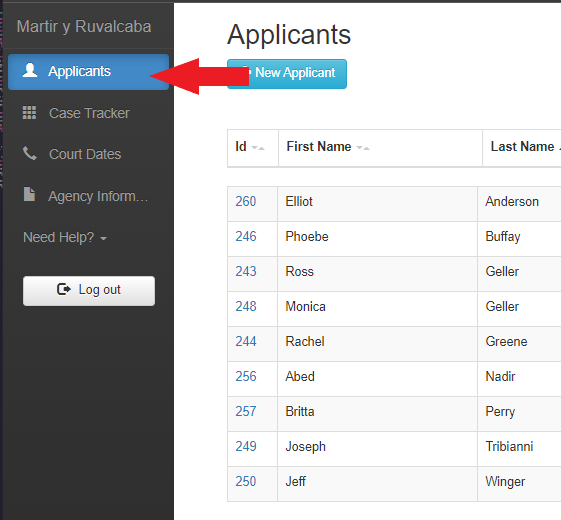 Martir y Ruvalcaba
Applicants
Case Tracker
Court Dates
Agency Inform...
Need Help?
Log out
Applicants
New Applicant
Id First Name Last Name
260 Elliot Anderson
246 Phoebe Buffay
243 Ross Geller
248 Monica Geller
244 Rachel Greene
256 Abed Nadir
257 Britta Perry
249 Joseph Tribianni
250 Jeff Winger